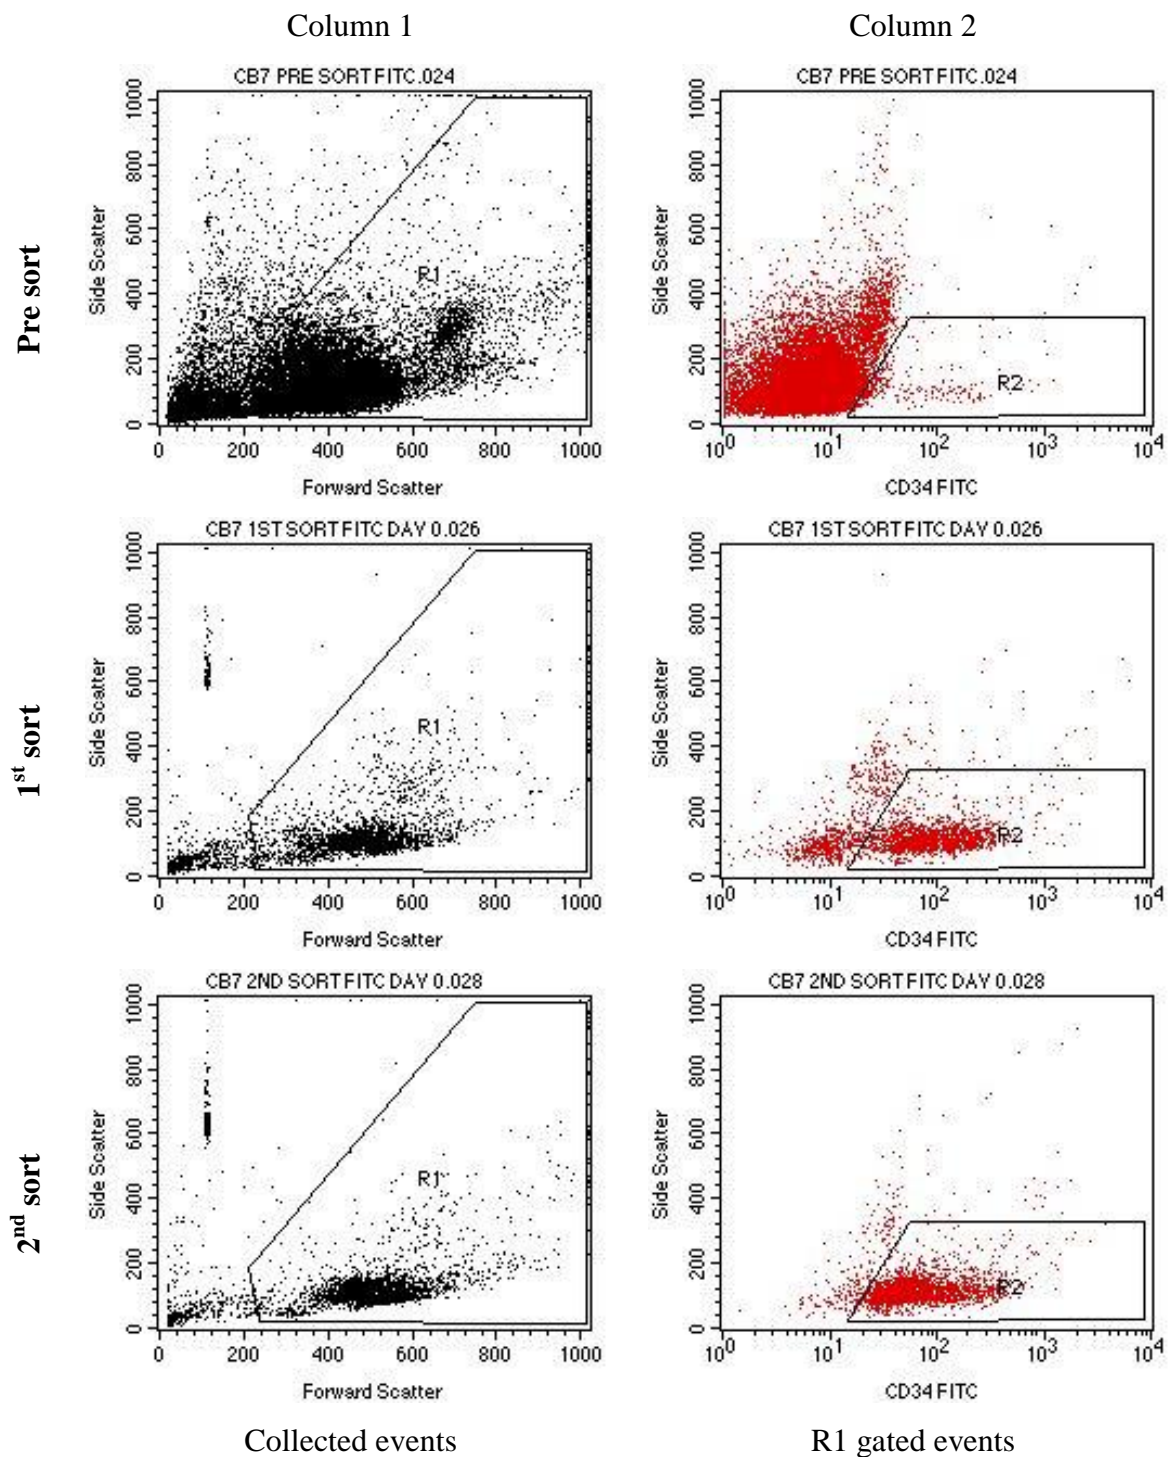 Column 1
Column 2
Pre sort
CB7 PRE SORT FITC.024
Side Scatter
0 200 400 600 800 1000
R1
0 200 400 600 800 1000
Forward Scatter
CB7 PRE SORT FITC.024
Side Scatter
0 200 400 600 800 1000
R2
10^0 10^1 10^2 10^3 10^4
CD34 FITC
1st sort
CB7 1ST SORT FITC DAY 0.026
Side Scatter
0 200 400 600 800 1000
R1
0 200 400 600 800 1000
Forward Scatter
CB7 1ST SORT FITC DAY 0.026
Side Scatter
0 200 400 600 800 1000
R2
10^0 10^1 10^2 10^3 10^4
CD34 FITC
2nd sort
CB7 2ND SORT FITC DAY 0.028
Side Scatter
0 200 400 600 800 1000
R1
0 200 400 600 800 1000
Forward Scatter
CB7 2ND SORT FITC DAY 0.028
Side Scatter
0 200 400 600 800 1000
R2
10^0 10^1 10^2 10^3 10^4
CD34 FITC
Collected events
R1 gated events